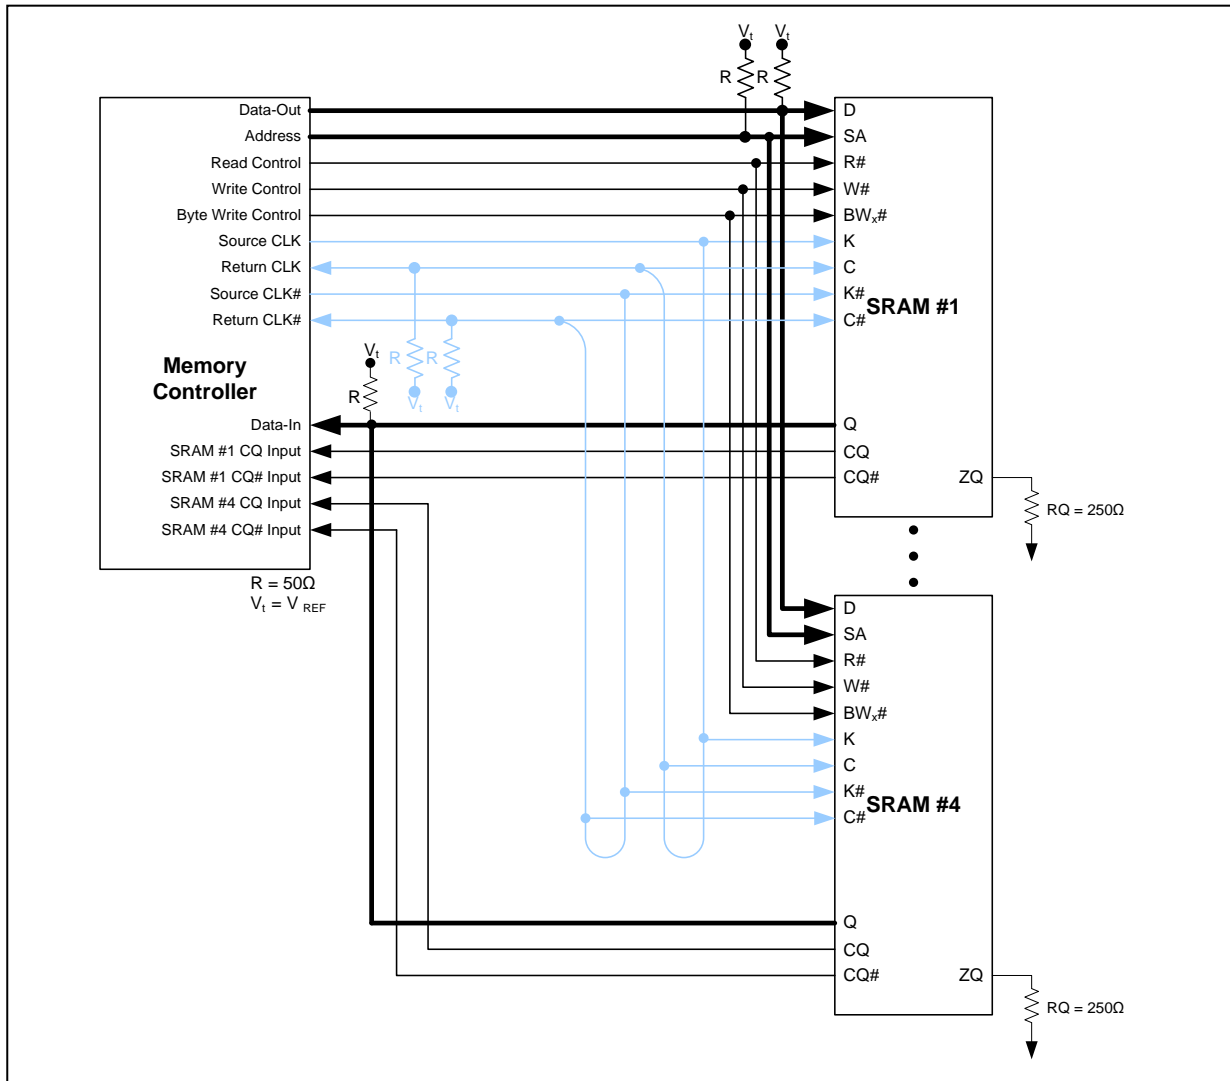 Vt
Vt
R
R
Data-Out
Address
Read Control
Write Control
Byte Write Control
Source CLK
Return CLK
Source CLK#
Return CLK#
Memory
Controller
Vt
R
R
R
Vt
Vt
Data-In
SRAM #1 CQ Input
SRAM #1 CQ# Input
SRAM #4 CQ Input
SRAM #4 CQ# Input
R = 50Ω
Vt = V REF
D
SA
R#
W#
BWx#
K
C
K#
SRAM #1
C#
Q
CQ
CQ#
ZQ
RQ = 250Ω
D
SA
R#
W#
BWx#
K
C
K#
SRAM #4
C#
Q
CQ
CQ#
ZQ
RQ = 250Ω